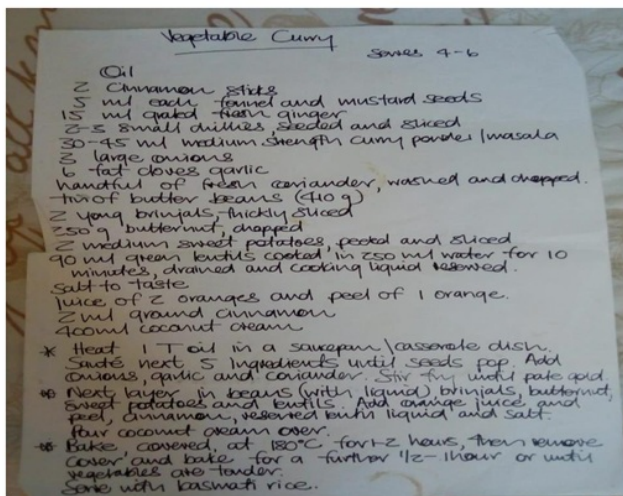 Vegetable Curry
Serves 4-6
Oil
2 Cinnamon sticks
5 ml each fennel and mustard seeds
15 ml grated fresh ginger
2-3 small chillies, seeded and sliced
30-45 ml medium strength curry powder/masala
3 large onions
6 fat cloves garlic
handful of fresh coriander, washed and chopped.
tin of butter beans (410 g)
2 young brinjals, thickly sliced
250 g butternut, chopped
2 medium sweet potatoes, peeled and sliced
90 ml green lentils cooked in 250 ml water for 10
minutes, drained and cooking liquid reserved.
Salt to taste
Juice of 2 oranges and peel of 1 orange.
2 ml ground cinnamon
400ml coconut cream
* Heat 1 T oil in a saucepan/casserole dish.
Sauté next 5 ingredients until seeds pop. Add
onions, garlic and coriander. Stir fry until pale gold.
* Next layer in beans (with liquid), brinjals, butternut,
sweet potatoes and lentils. Add orange juice and
peel, cinnamon, reserved lentil liquid and salt.
Pour coconut cream over.
* Bake, covered, at 180°C for 1-2 hours, then remove
cover and bake for a further 1/2-1 hour or until
vegetables are tender.
Serve with basmati rice.